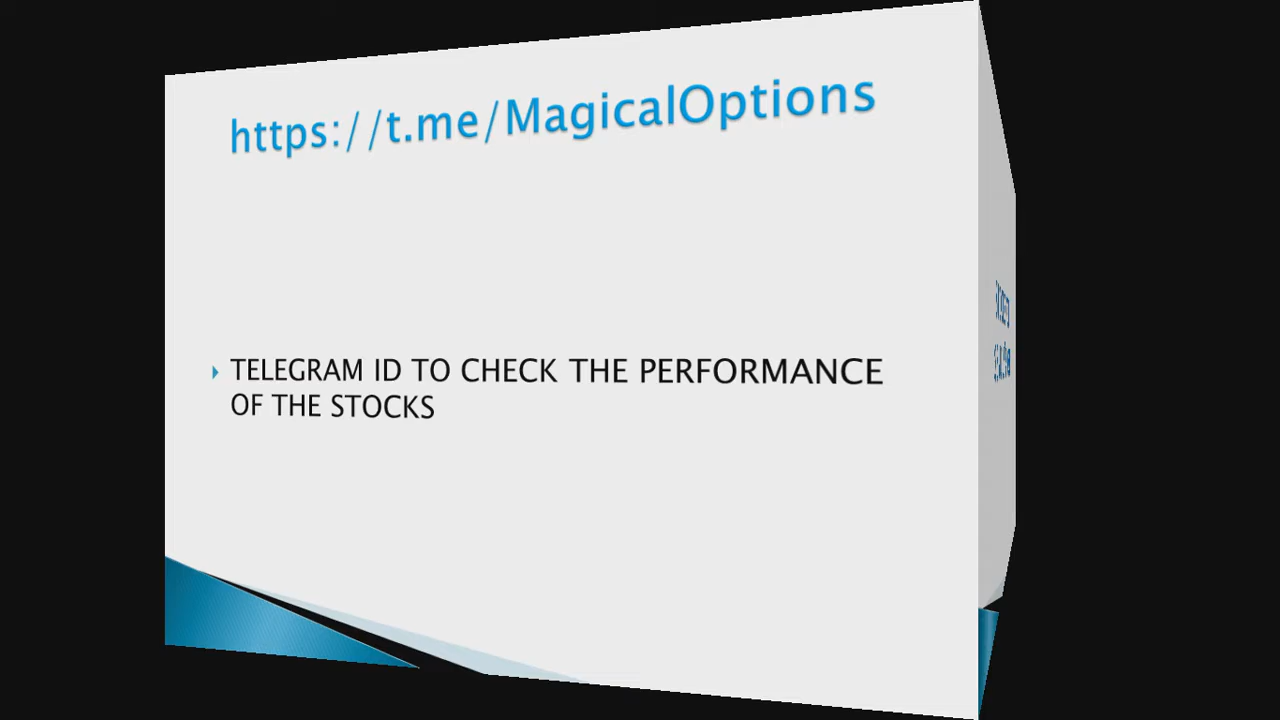 https://t.me/MagicalOptions
TELEGRAM ID TO CHECK THE PERFORMANCE
OF THE STOCKS